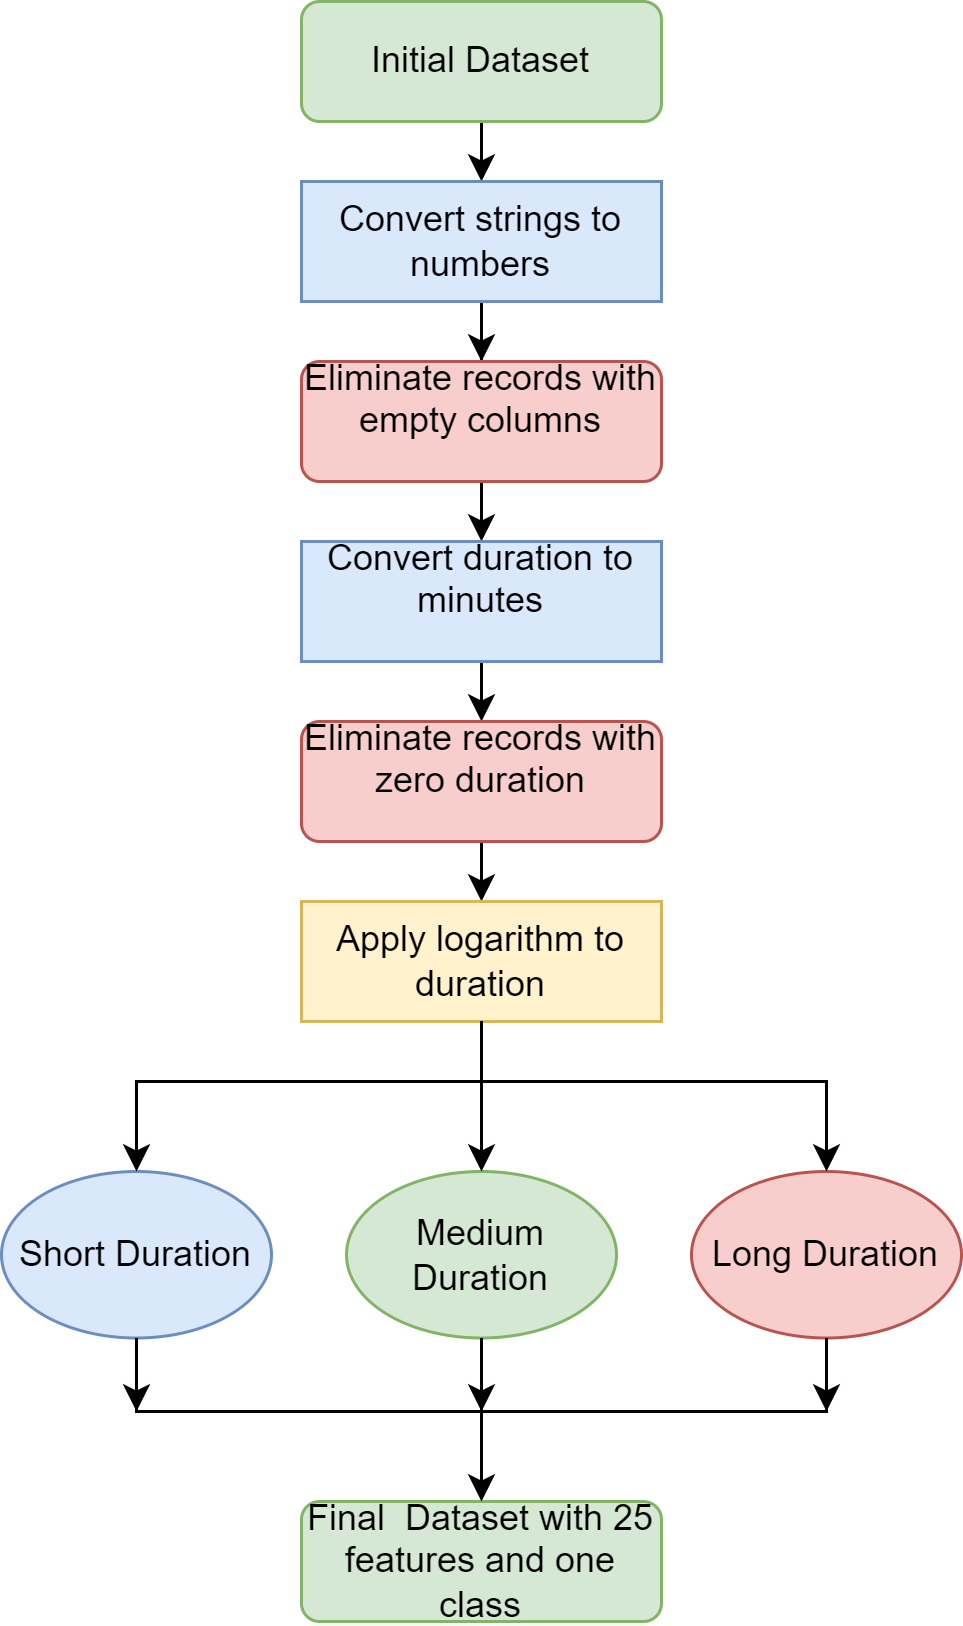 Initial Dataset
Convert strings to
numbers
Eliminate records with
empty columns
Convert duration to
minutes
Eliminate records with
zero duration
Apply logarithm to
duration
Short Duration
Medium
Duration
Long Duration
Final  Dataset with 25
features and one
class